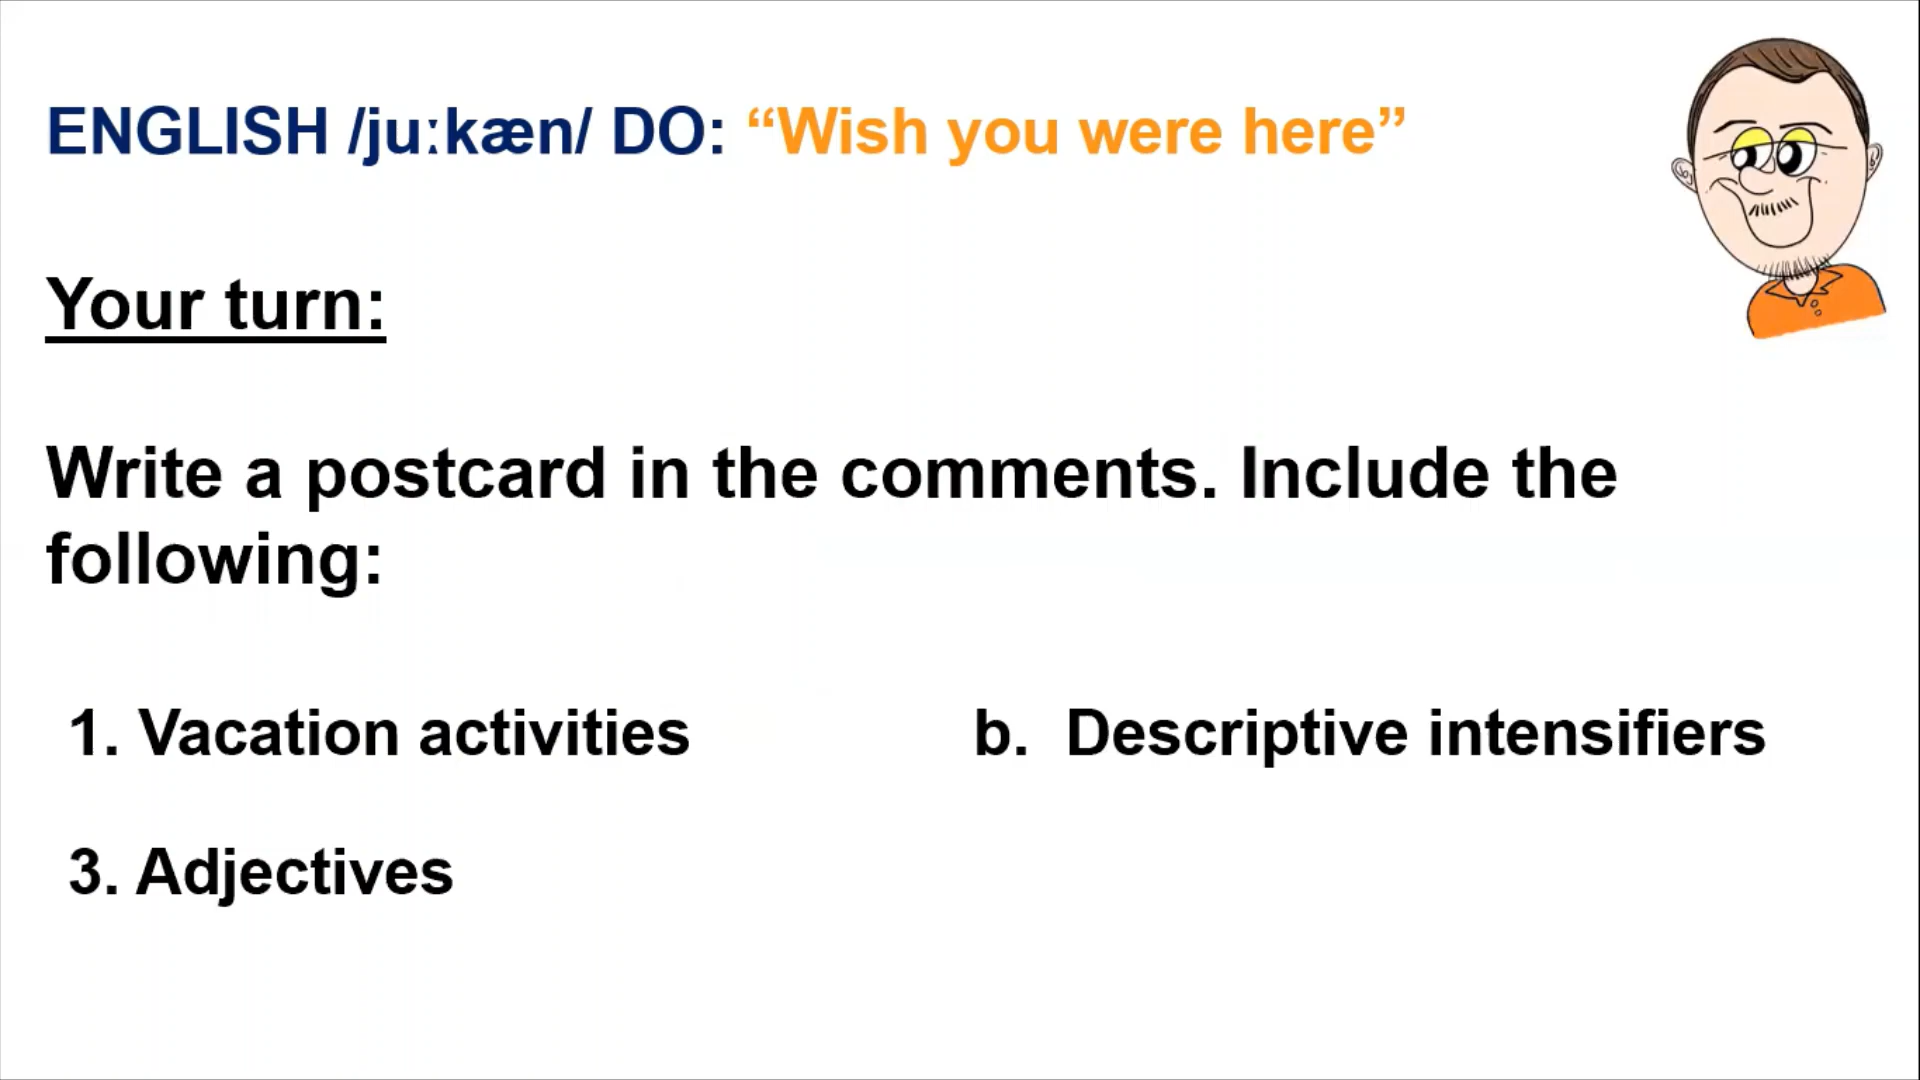 ENGLISH /juːkæn/ DO: “Wish you were here”
Your turn:
Write a postcard in the comments. Include the
following:
1. Vacation activities
b. Descriptive intensifiers
3. Adjectives